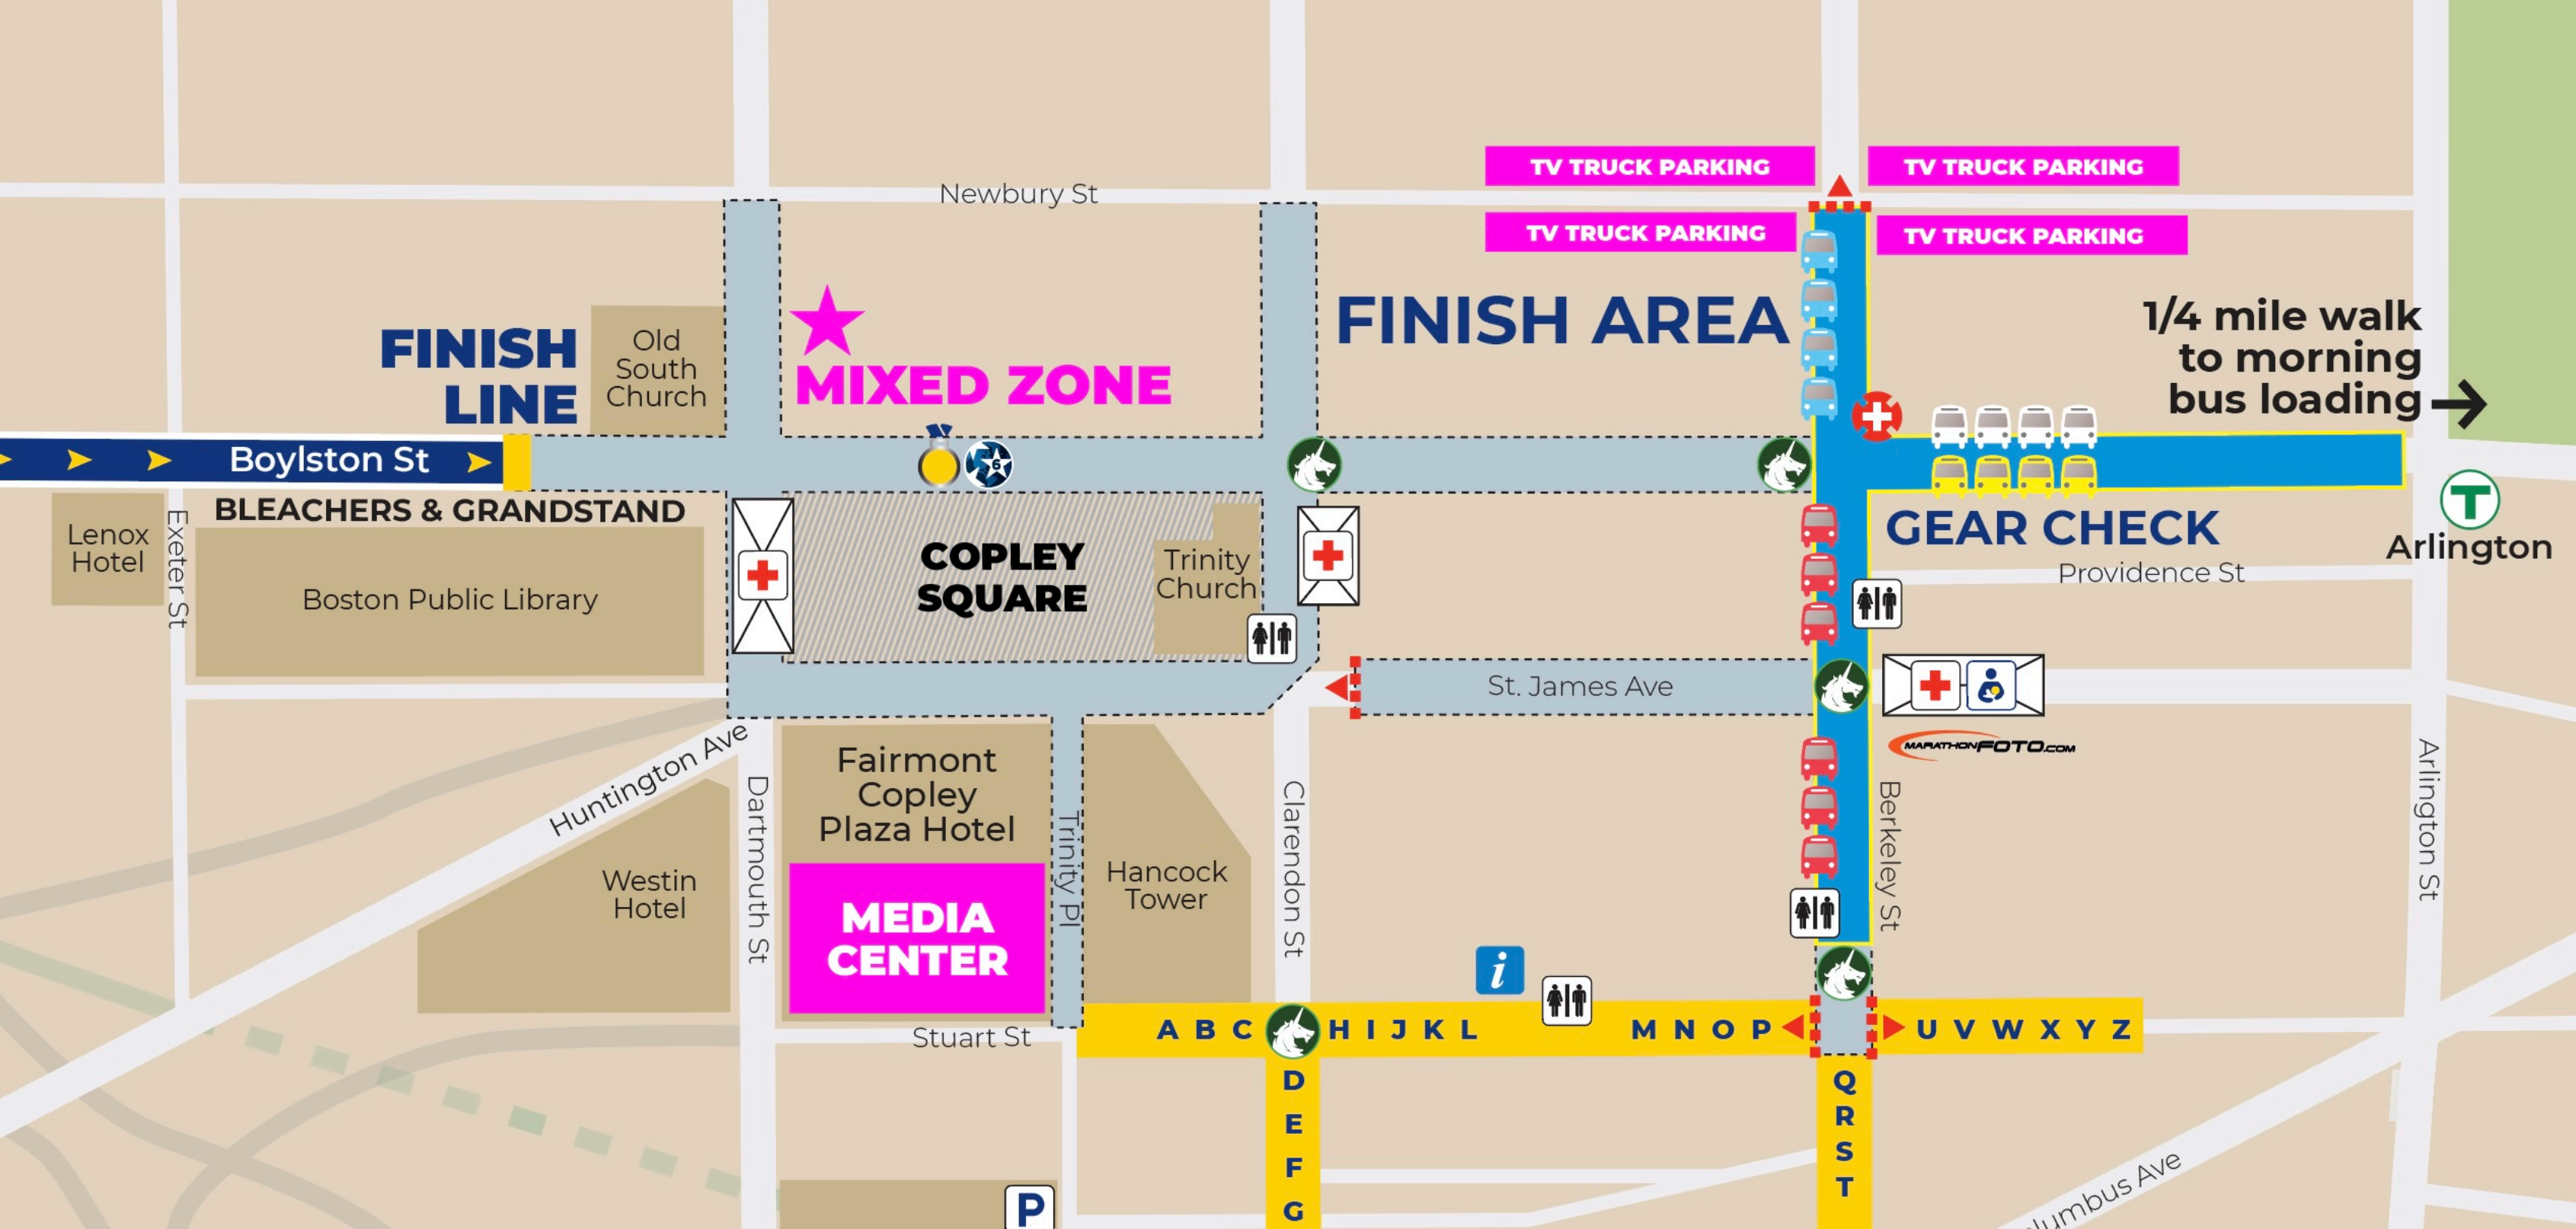 Newbury St
TV TRUCK PARKING
TV TRUCK PARKING
TV TRUCK PARKING
TV TRUCK PARKING
FINISH
LINE
Old
South
Church
MIXED ZONE
FINISH AREA
1/4 mile walk
to morning
bus loading
Boylston St
6
BLEACHERS & GRANDSTAND
Lenox
Hotel
Exeter St
Boston Public Library
COPLEY
SQUARE
Trinity
Church
GEAR CHECK
Providence St
T
Arlington
St. James Ave
MARATHONFOTO.COM
Huntington Ave
Dartmouth St
Fairmont
Copley
Plaza Hotel
MEDIA
CENTER
Trinity Pl
Hancock
Tower
Clarendon St
Berkeley St
Arlington St
Westin
Hotel
i
Stuart St
A B C
H I J K L
M N O P
U V W X Y Z
D
E
F
G
Q
R
S
T
P
lumbus Ave